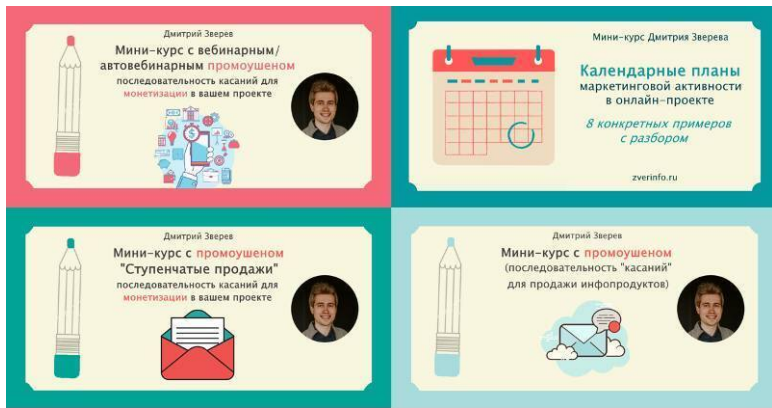 Дмитрий Зверев
Мини-курс с вебинарным/
автовебинарным промоушеном
последовательность касаний для
монетизации в вашем проекте
Мини-курс Дмитрия Зверева
Календарные планы
маркетинговой активности
в онлайн-проекте
8 конкретных примеров
с разбором
zverinfo.ru
Дмитрий Зверев
Мини-курс с промоушеном
"Ступенчатые продажи"
последовательность касаний для
монетизации в вашем проекте
Дмитрий Зверев
Мини-курс с промоушеном
(последовательность "касаний"
для продажи инфопродуктов)